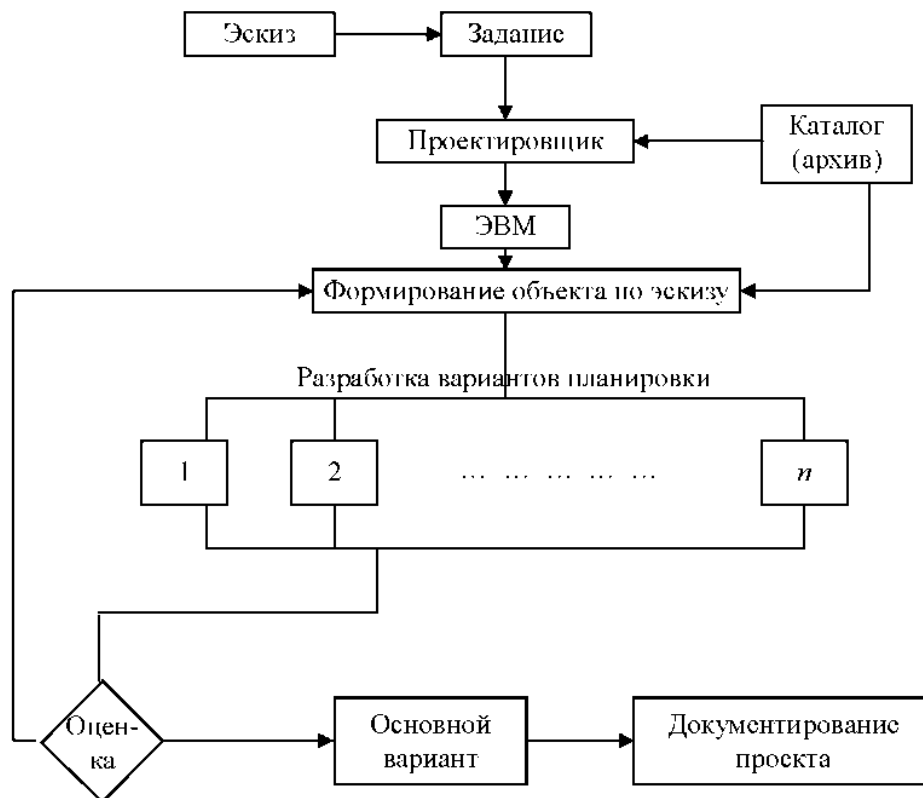 Эскиз
Задание
Проектировщик
Каталог
(архив)
ЭВМ
Формирование объекта по эскизу
Разработка вариантов планировки
1
2
… … … … …
n
Оцен-
ка
Основной
вариант
Документирование
проекта